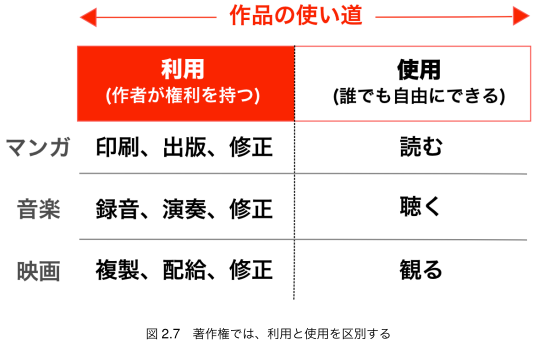 作品の使い道
利用
(作者が権利を持つ)
使用
(誰でも自由にできる)
マンガ
印刷、出版、修正
読む
音楽
録音、演奏、修正
聴く
映画
複製、配給、修正
観る
図 2.7　著作権では、利用と使用を区別する